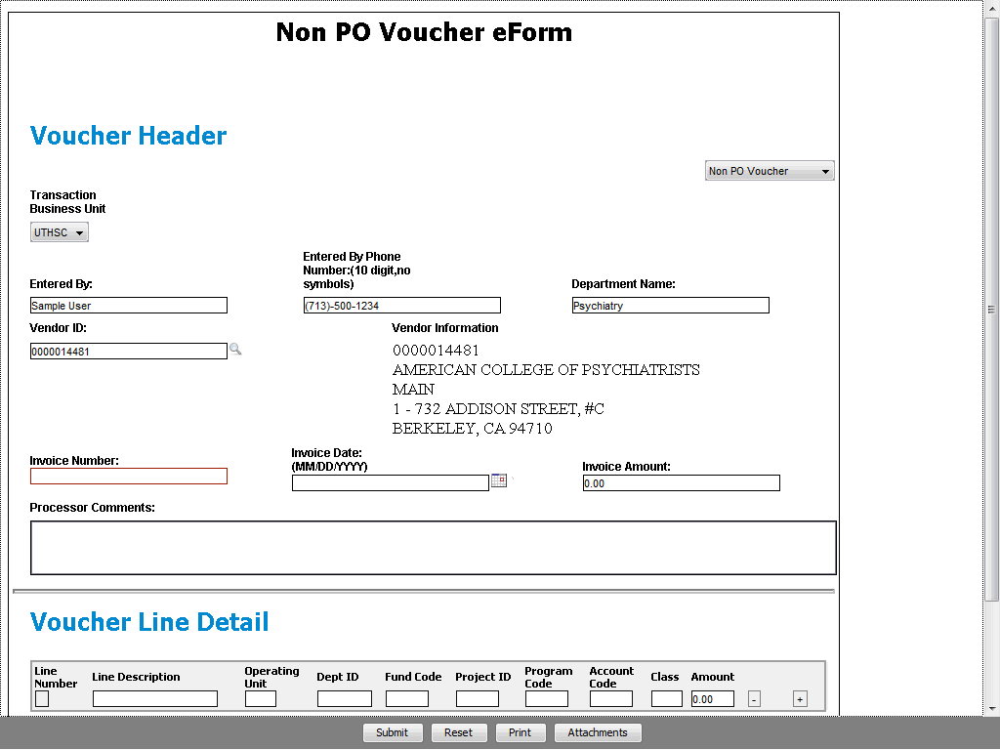 Non PO Voucher eForm
Voucher Header
Non PO Voucher
Transaction
Business Unit
UTHSC
Entered By:
Entered By Phone
Number:(10 digit,no
symbols)
Department Name:
Sample User
(713)-500-1234
Psychiatry
Vendor ID:
Vendor Information
0000014481
0000014481
AMERICAN COLLEGE OF PSYCHIATRISTS
MAIN
1 - 732 ADDISON STREET, #C
BERKELEY, CA 94710
Invoice Number:
Invoice Date:
(MM/DD/YYYY)
Invoice Amount:
0.00
Processor Comments:
Voucher Line Detail
Line
Number
Line Description
Operating
Unit
Dept ID
Fund Code
Project ID
Program
Code
Account
Code
Class
Amount
0.00
-
+
Submit
Reset
Print
Attachments